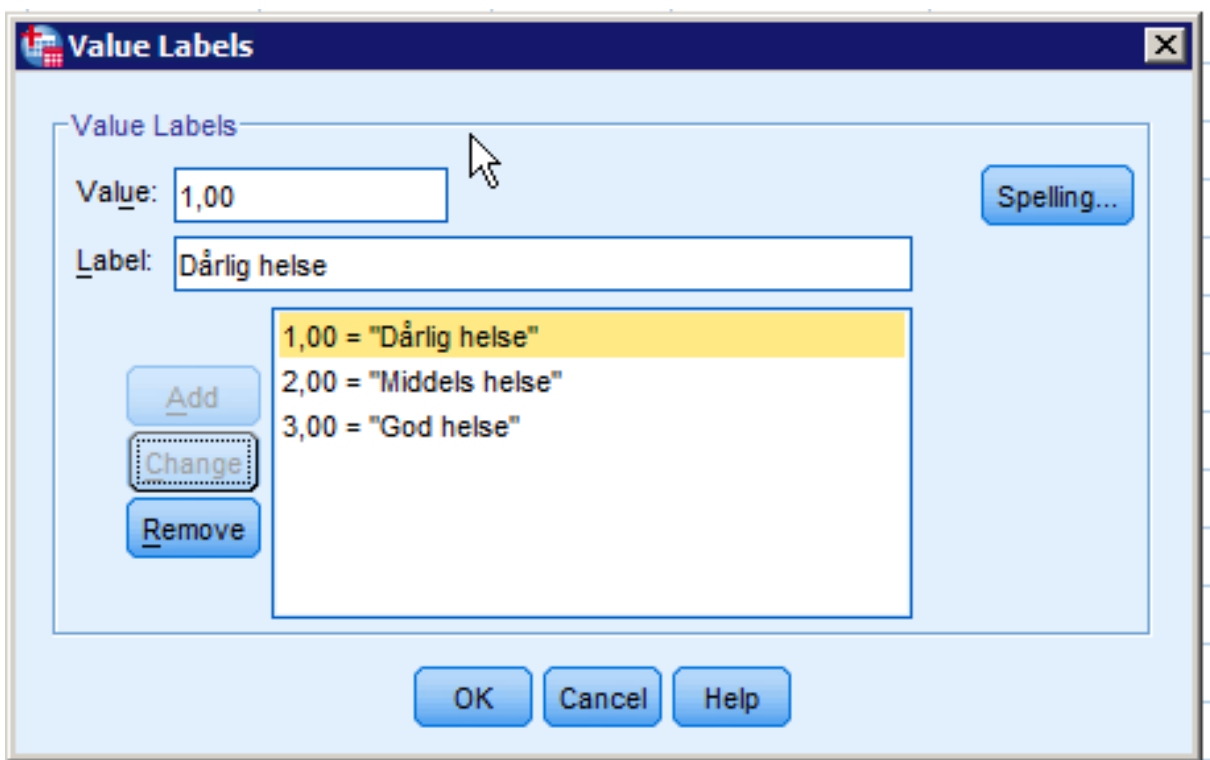 Value Labels
Value Labels
Value: 1,00
Spelling...
Label: Dårlig helse
1,00 = "Dårlig helse"
2,00 = "Middels helse"
3,00 = "God helse"
Add
Change
Remove
OK Cancel Help